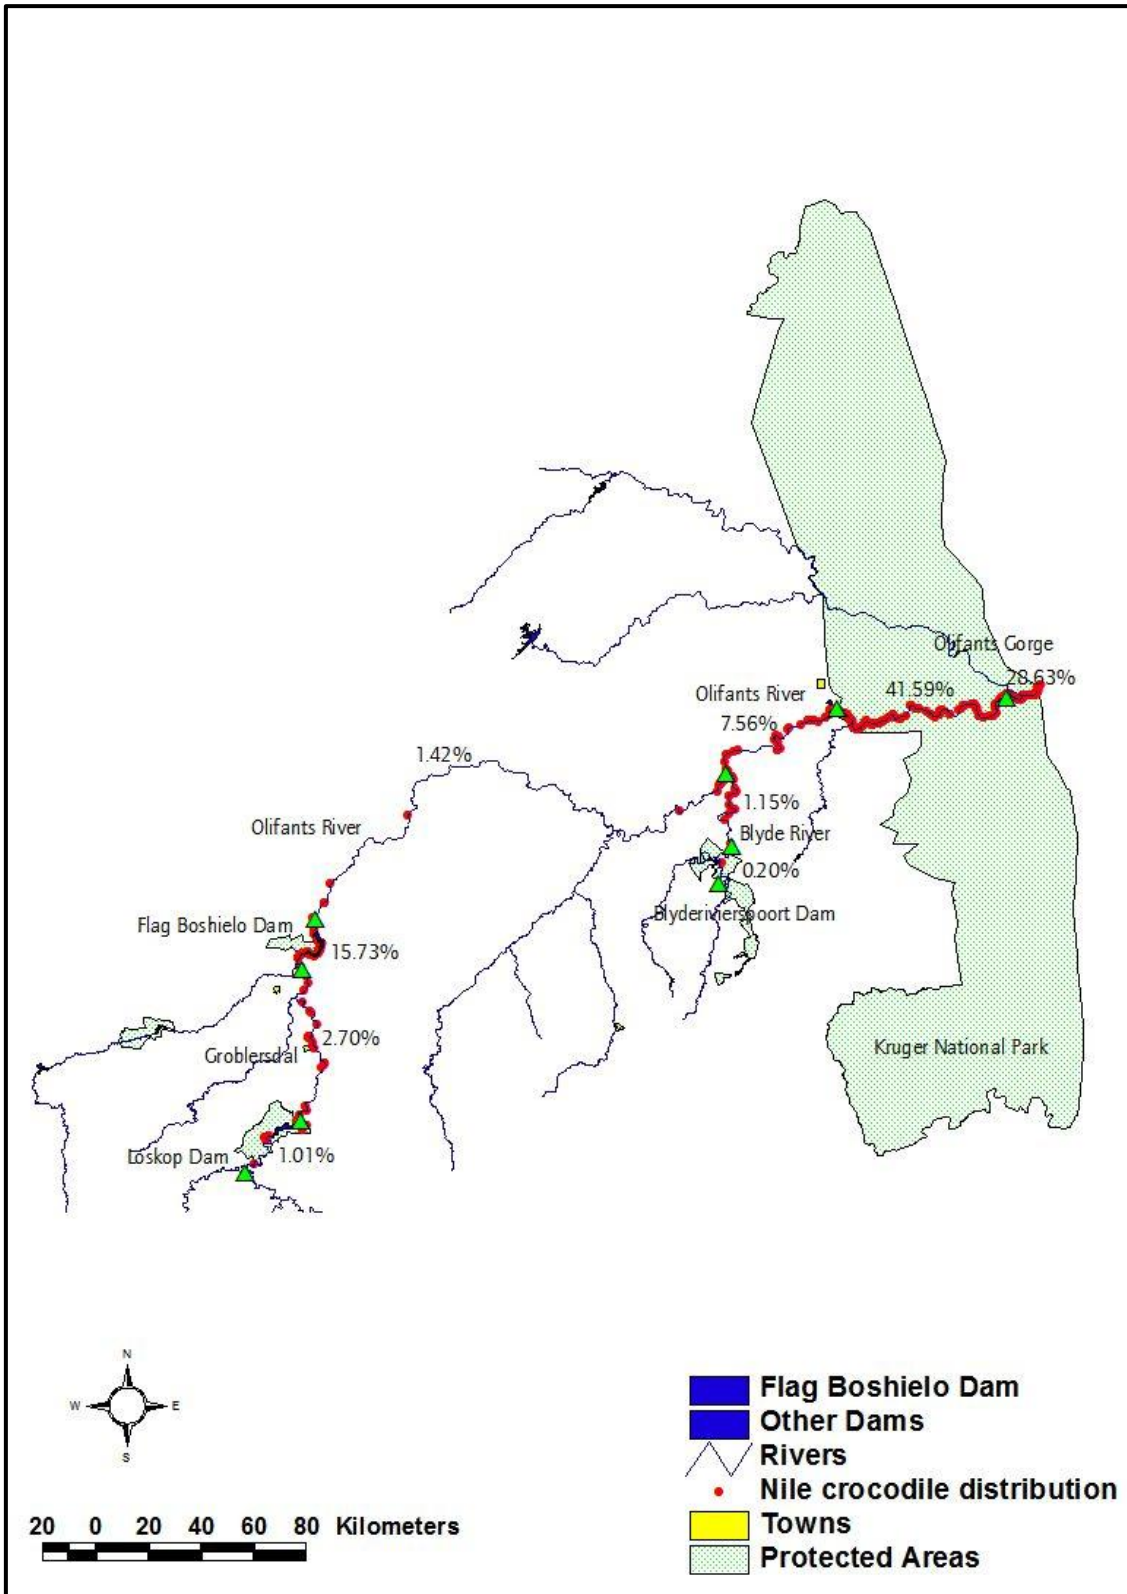 Olifants Gorge
28.63%
41.59%
Olifants River
7.56%
1.42%
1.15%
Olifants River
Blyde River
0.20%
Blyderivierspoort Dam
Flag Boshielo Dam
15.73%
2.70%
Groblersdal
Kruger National Park
Loskop Dam
1.01%
N
W
E
S
20 0 20 40 60 80 Kilometers
Flag Boshielo Dam
Other Dams
Rivers
Nile crocodile distribution
Towns
Protected Areas